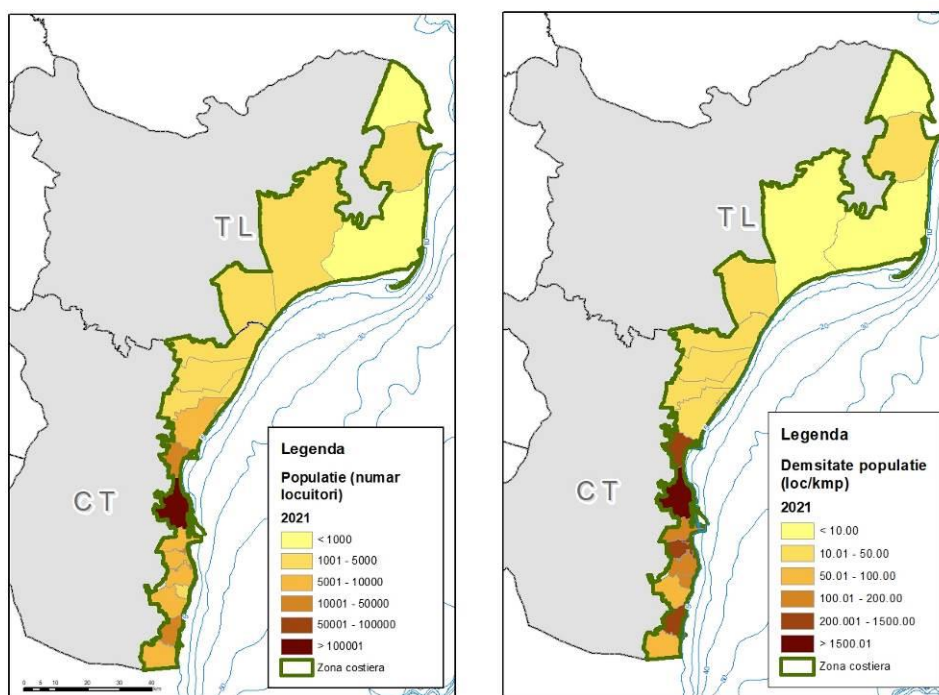 TL
CT
Legenda
Populatie (numar
locuitori)
2021
< 1000
1001 - 5000
5001 - 10000
10001 - 50000
50001 - 100000
> 100001
Zona costiera
TL
CT
Legenda
Demsitate populatie
(loc/kmp)
2021
< 10.00
10.01 - 50.00
50.01 - 100.00
100.01 - 200.00
200.001 - 1500.00
> 1500.01
Zona costiera